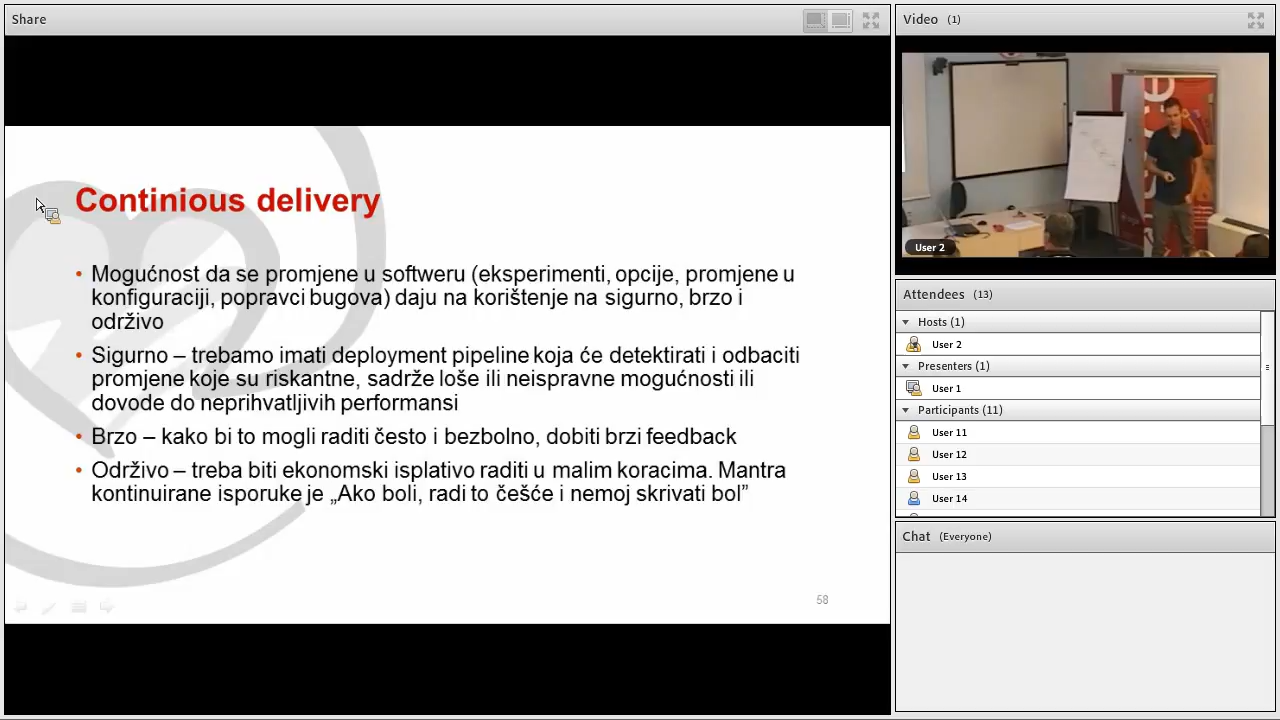 Share
Continious delivery
• Mogućnost da se promjene u softweru (eksperimenti, opcije, promjene u
konfiguraciji, popravci bugova) daju na korištenje na sigurno, brzo i
održivo
• Sigurno – trebamo imati deployment pipeline koja će detektirati i odbaciti
promjene koje su riskantne, sadrže loše ili neispravne mogućnosti ili
dovode do neprihvatljivih performansi
• Brzo – kako bi to mogli raditi često i bezbolno, dobiti brzi feedback
• Održivo – treba biti ekonomski isplativo raditi u malim koracima. Mantra
kontinuirane isporuke je „Ako boli, radi to češće i nemoj skrivati bol”
58
Video (1)
User 2
Attendees (13)
Hosts (1)
User 2
Presenters (1)
User 1
Participants (11)
User 11
User 12
User 13
User 14
Chat (Everyone)